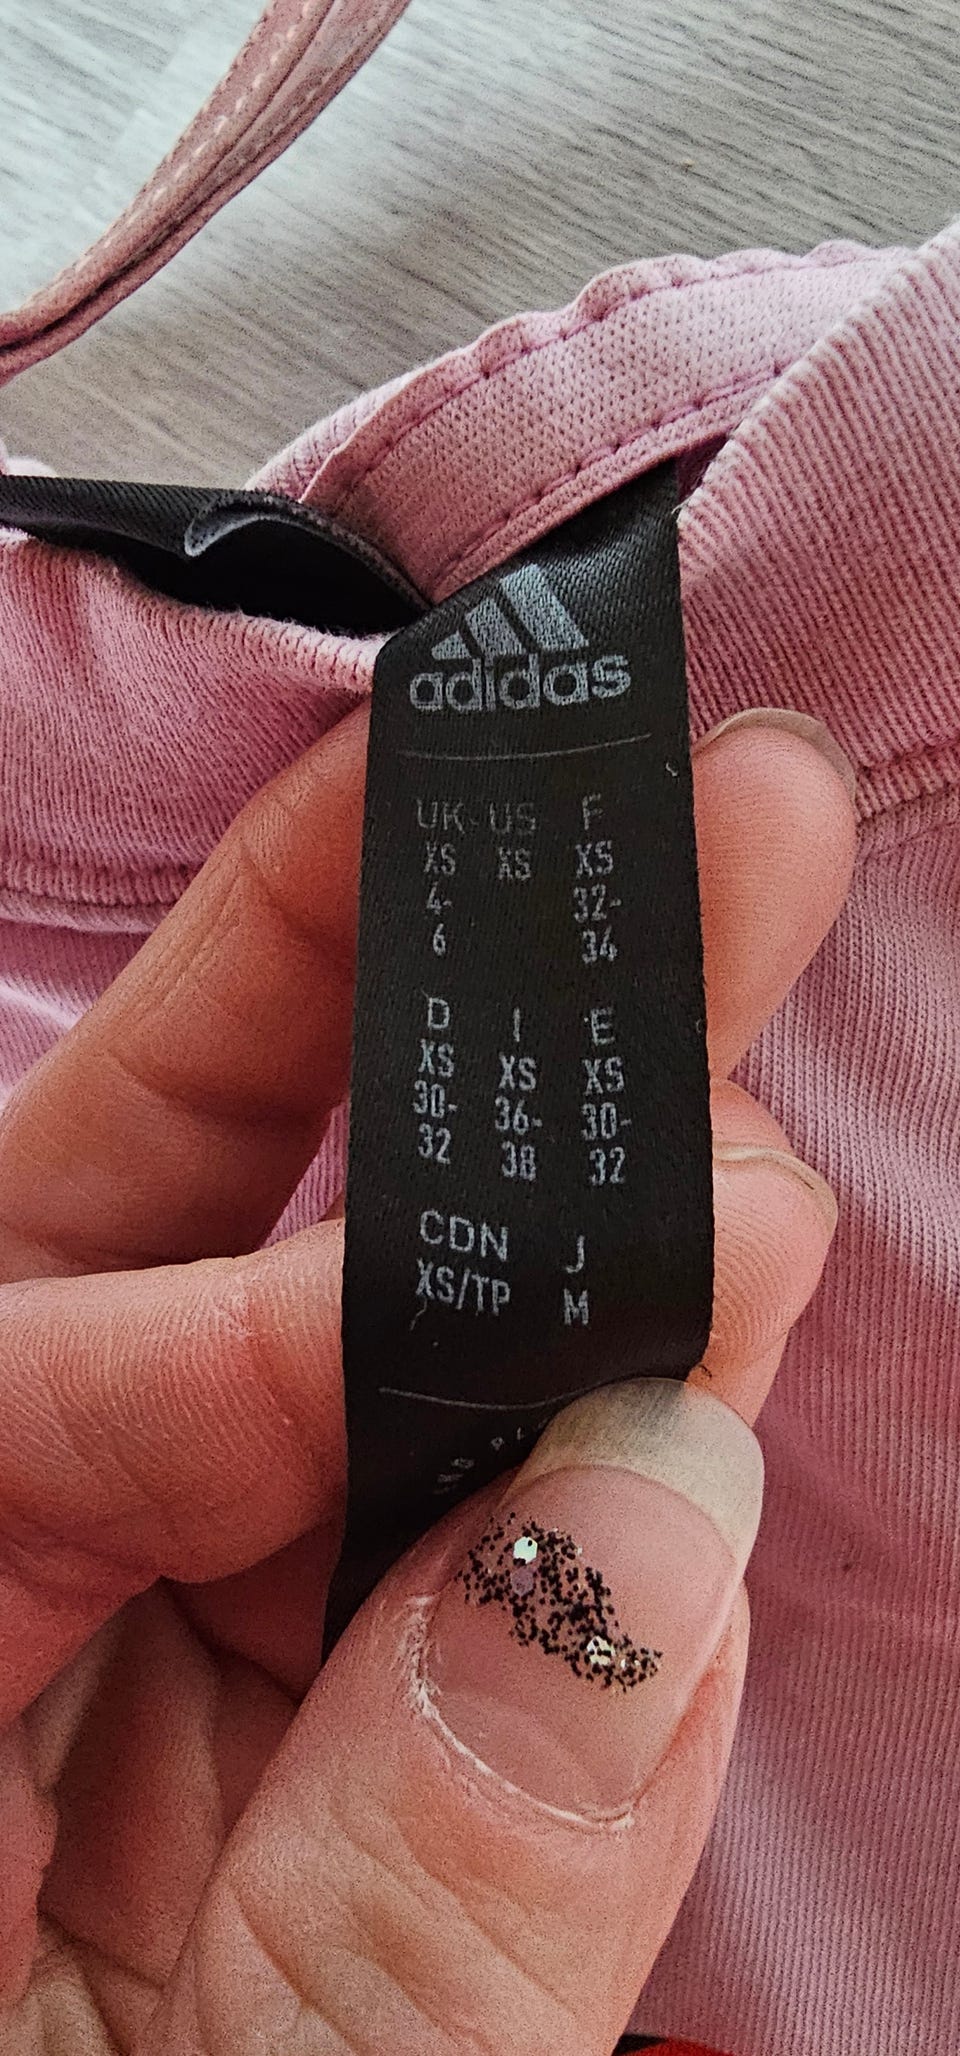 adidas
UK US F
XS XS XS
4- 32-
6 34
D I E
XS XS XS
30- 36- 30-
32 38 32
CDN J
XS/TP M